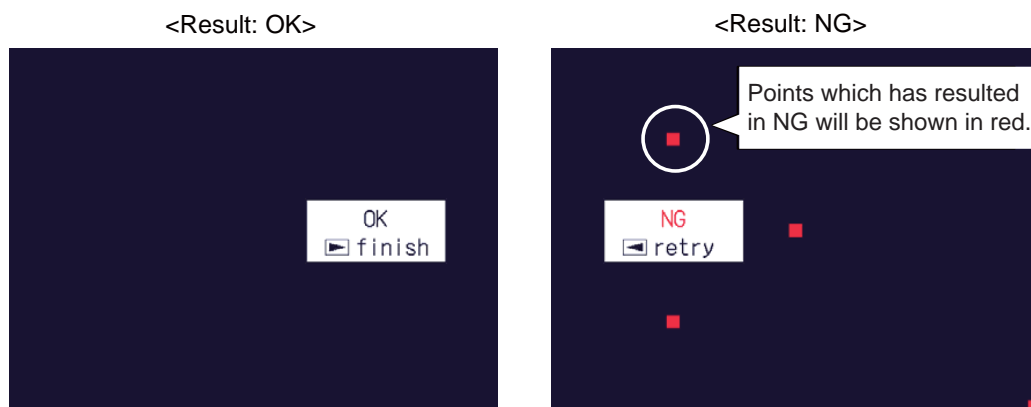 <Result: OK>
OK
finish
<Result: NG>
Points which has resulted
in NG will be shown in red.
NG
retry